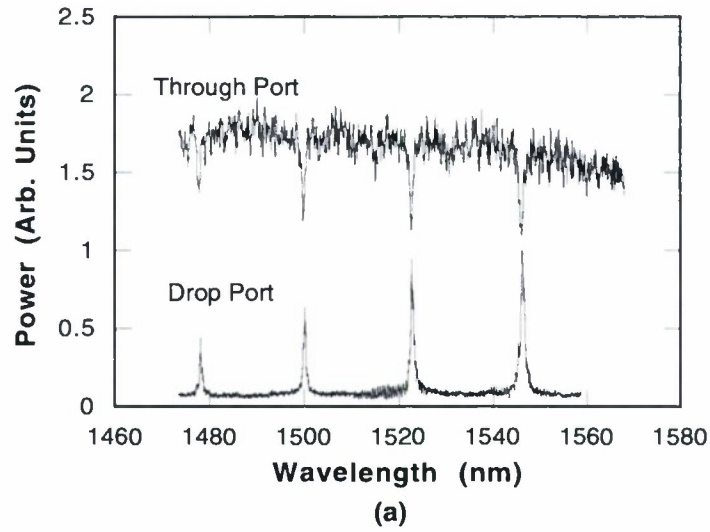 2.5
2
1.5
1
0.5
0
Power (Arb. Units)
Through Port
Drop Port
1460 1480 1500 1520 1540 1560 1580
Wavelength (nm)
(a)